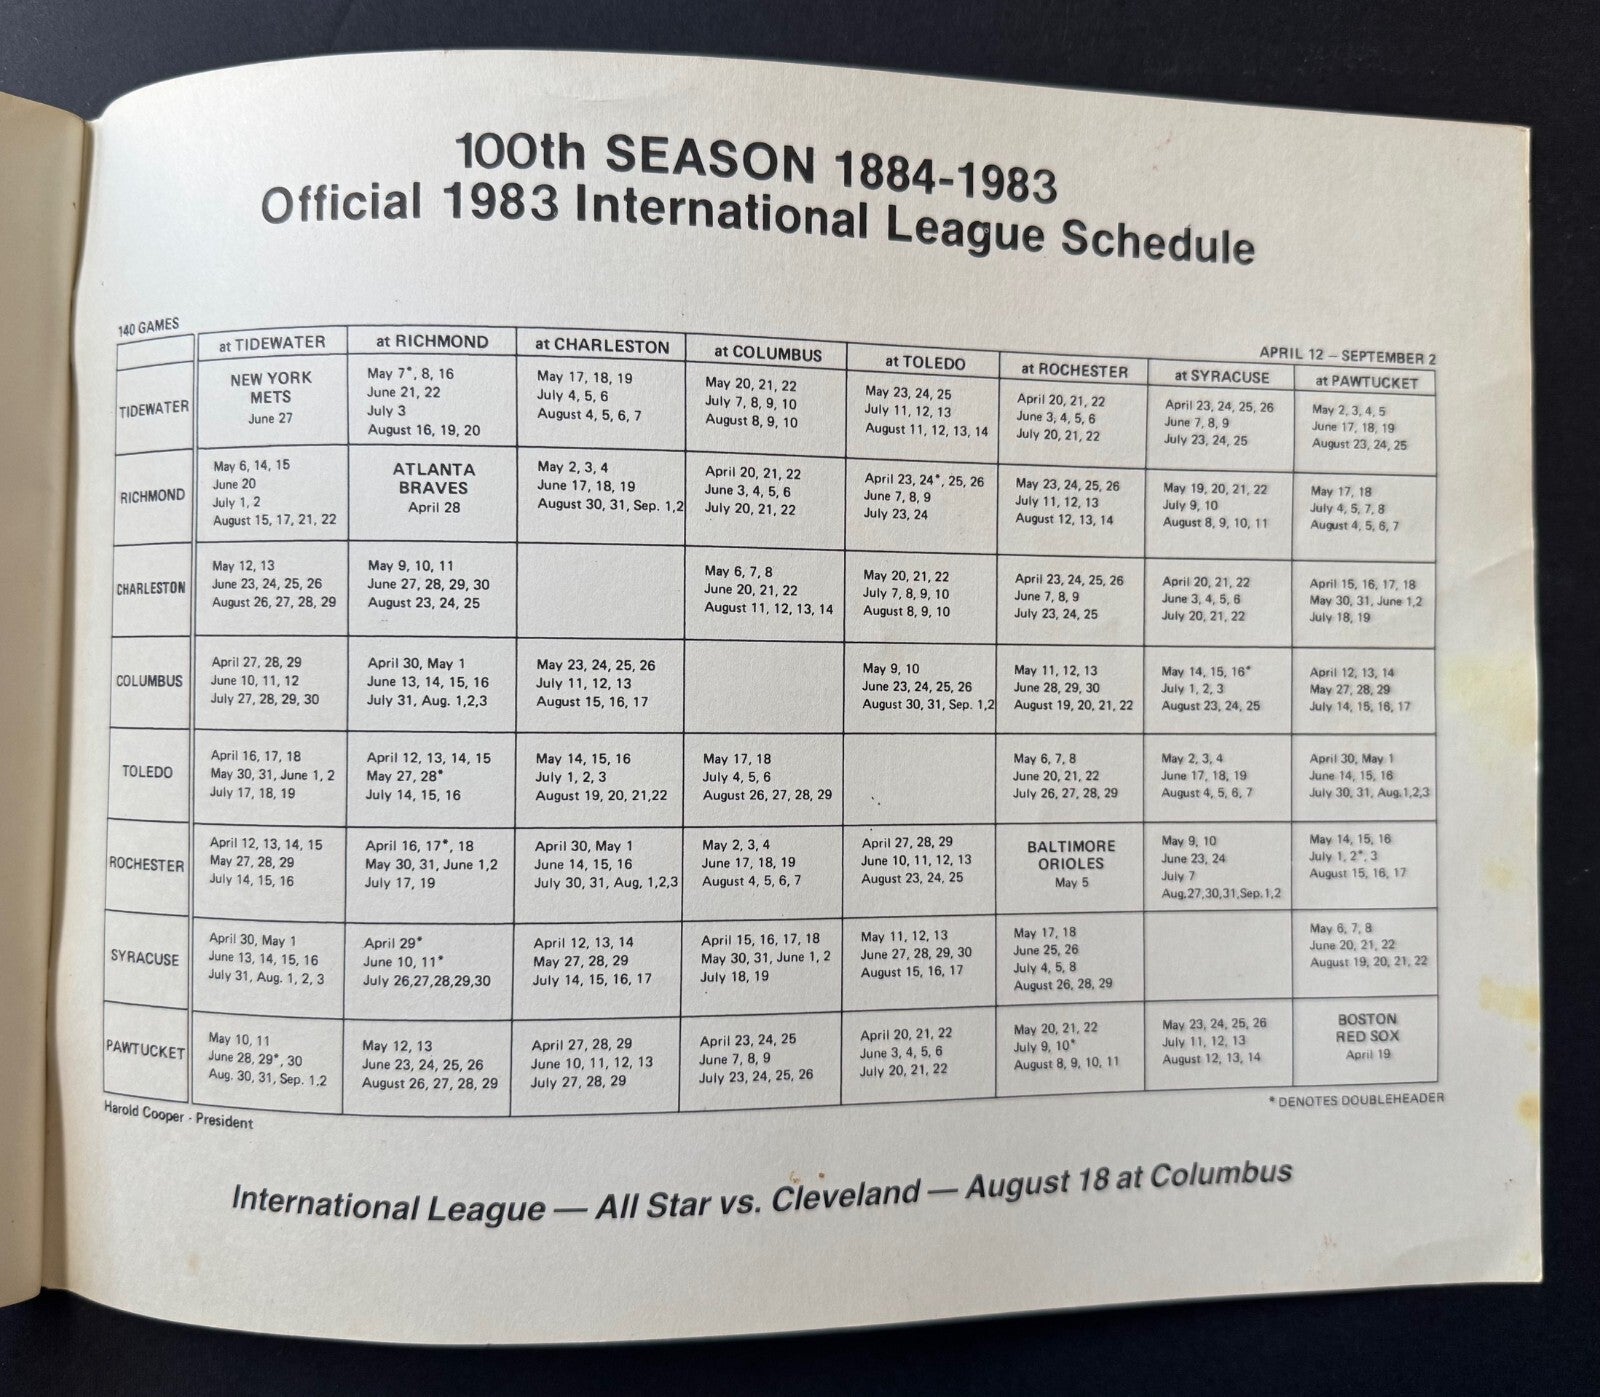 100th SEASON 1884-1983
Official 1983 International League Schedule
140 GAMES
APRIL 12 – SEPTEMBER 2
at TIDEWATER at RICHMOND at CHARLESTON at COLUMBUS at TOLEDO at ROCHESTER at SYRACUSE at PAWTUCKET
TIDEWATER
NEW YORK
METS
June 27
May 7*, 8, 16
June 21, 22
July 3
August 16, 19, 20
May 17, 18, 19
July 4, 5, 6
August 4, 5, 6, 7
May 20, 21, 22
July 7, 8, 9, 10
August 8, 9, 10
May 23, 24, 25
July 11, 12, 13
August 11, 12, 13, 14
April 20, 21, 22
June 3, 4, 5, 6
July 20, 21, 22
April 23, 24, 25, 26
June 7, 8, 9
July 23, 24, 25
May 2, 3, 4, 5
June 17, 18, 19
August 23, 24, 25
RICHMOND
May 6, 14, 15
June 20
July 1, 2
August 15, 17, 21, 22
ATLANTA
BRAVES
April 28
May 2, 3, 4
June 17, 18, 19
August 30, 31, Sep. 1,2
April 20, 21, 22
June 3, 4, 5, 6
July 20, 21, 22
April 23, 24*, 25, 26
June 7, 8, 9
July 23, 24
May 23, 24, 25, 26
July 11, 12, 13
August 12, 13, 14
May 19, 20, 21, 22
July 9, 10
August 8, 9, 10, 11
May 17, 18
July 4, 5, 7, 8
August 4, 5, 6, 7
CHARLESTON
May 12, 13
June 23, 24, 25, 26
August 26, 27, 28, 29
May 9, 10, 11
June 27, 28, 29, 30
August 23, 24, 25
May 6, 7, 8
June 20, 21, 22
August 11, 12, 13, 14
May 20, 21, 22
July 7, 8, 9, 10
August 8, 9, 10
April 23, 24, 25, 26
June 7, 8, 9
July 23, 24, 25
April 20, 21, 22
June 3, 4, 5, 6
July 20, 21, 22
April 15, 16, 17, 18
May 30, 31, June 1,2
July 18, 19
COLUMBUS
April 27, 28, 29
June 10, 11, 12
July 27, 28, 29, 30
April 30, May 1
June 13, 14, 15, 16
July 31, Aug. 1,2,3
May 23, 24, 25, 26
July 11, 12, 13
August 15, 16, 17
May 9, 10
June 23, 24, 25, 26
August 30, 31, Sep. 1,2
May 11, 12, 13
June 28, 29, 30
August 19, 20, 21, 22
May 14, 15, 16*
July 1, 2, 3
August 23, 24, 25
April 12, 13, 14
May 27, 28, 29
July 14, 15, 16, 17
TOLEDO
April 16, 17, 18
May 30, 31, June 1, 2
July 17, 18, 19
April 12, 13, 14, 15
May 27, 28*
July 14, 15, 16
May 14, 15, 16
July 1, 2, 3
August 19, 20, 21,22
May 17, 18
July 4, 5, 6
August 26, 27, 28, 29
May 6, 7, 8
June 20, 21, 22
July 26, 27, 28, 29
May 2, 3, 4
June 17, 18, 19
August 4, 5, 6, 7
April 30, May 1
June 14, 15, 16
July 30, 31, Aug.1,2,3
ROCHESTER
April 12, 13, 14, 15
May 27, 28, 29
July 14, 15, 16
April 16, 17*, 18
May 30, 31, June 1,2
July 17, 19
April 30, May 1
June 14, 15, 16
July 30, 31, Aug, 1,2,3
May 2, 3, 4
June 17, 18, 19
August 4, 5, 6, 7
April 27, 28, 29
June 10, 11, 12, 13
August 23, 24, 25
BALTIMORE
ORIOLES
May 5
May 9, 10
June 23, 24
July 7
Aug.27,30,31,Sep.1,2
May 14, 15, 16
July 1, 2*, 3
August 15, 16, 17
SYRACUSE
April 30, May 1
June 13, 14, 15, 16
July 31, Aug. 1, 2, 3
April 29*
June 10, 11*
July 26,27,28,29,30
April 12, 13, 14
May 27, 28, 29
July 14, 15, 16, 17
April 15, 16, 17, 18
May 30, 31, June 1, 2
July 18, 19
May 11, 12, 13
June 27, 28, 29, 30
August 15, 16, 17
May 17, 18
June 25, 26
July 4, 5, 8
August 26, 28, 29
May 6, 7, 8
June 20, 21, 22
August 19, 20, 21, 22
PAWTUCKET
May 10, 11
June 28, 29*, 30
Aug. 30, 31, Sep. 1,2
May 12, 13
June 23, 24, 25, 26
August 26, 27, 28, 29
April 27, 28, 29
June 10, 11, 12, 13
July 27, 28, 29
April 23, 24, 25
June 7, 8, 9
July 23, 24, 25, 26
April 20, 21, 22
June 3, 4, 5, 6
July 20, 21, 22
May 20, 21, 22
July 9, 10*
August 8, 9, 10, 11
May 23, 24, 25, 26
July 11, 12, 13
August 12, 13, 14
BOSTON
RED SOX
April 19
Harold Cooper - President
* DENOTES DOUBLEHEADER
International League — All Star vs. Cleveland — August 18 at Columbus